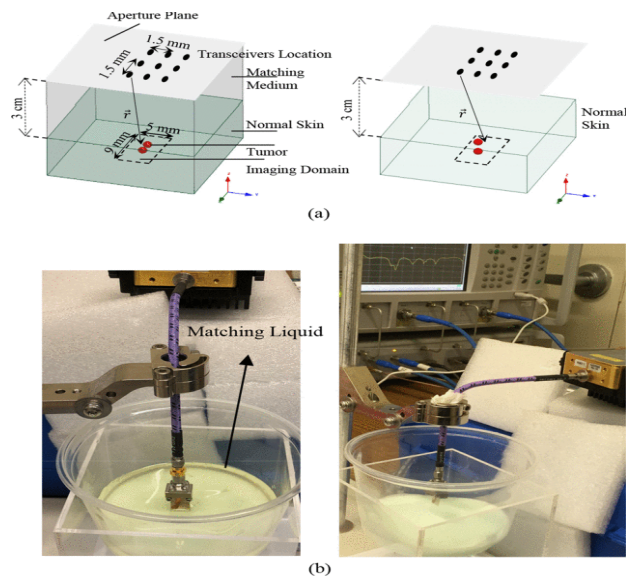 Aperture Plane
1.5 mm
Transceivers Location
1.5 mm
Matching
Medium
3 cm
r
5 mm
Normal Skin
9 mm
Tumor
Imaging Domain
3 cm
r
Normal
Skin
(a)
Matching Liquid
(b)